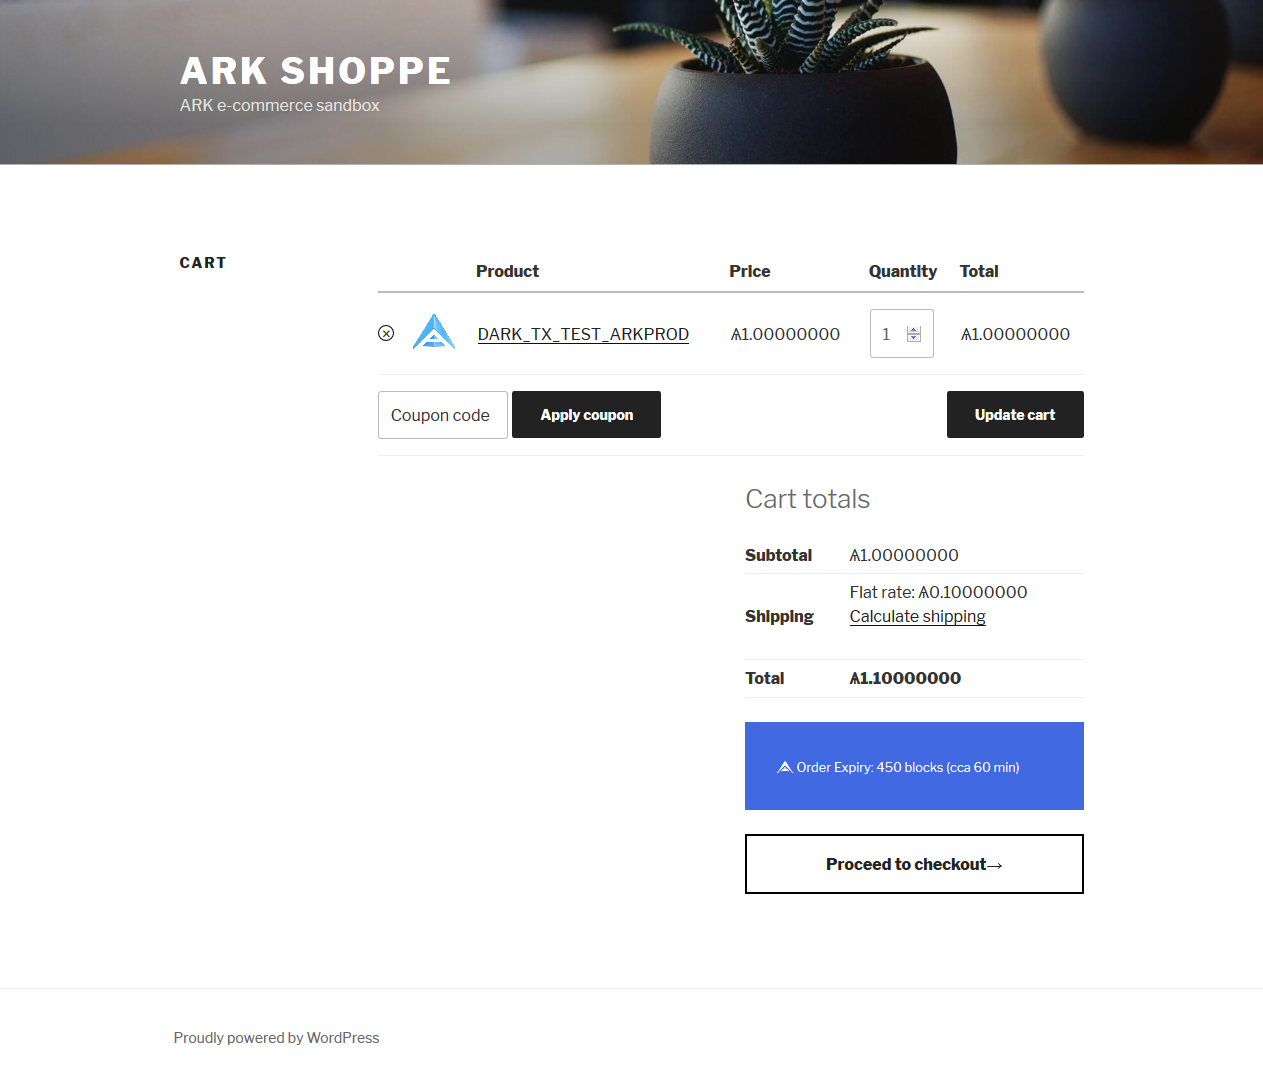 ARK SHOPPE
ARK e-commerce sandbox
CART
Product Price Quantity Total
DARK_TX_TEST_ARKPROD Ѧ1.00000000 1 Ѧ1.00000000
Coupon code Apply coupon Update cart
Cart totals
Subtotal Ѧ1.00000000
Flat rate: Ѧ0.10000000
Shipping Calculate shipping
Total Ѧ1.10000000
Order Expiry: 450 blocks (cca 60 min)
Proceed to checkout→
Proudly powered by WordPress